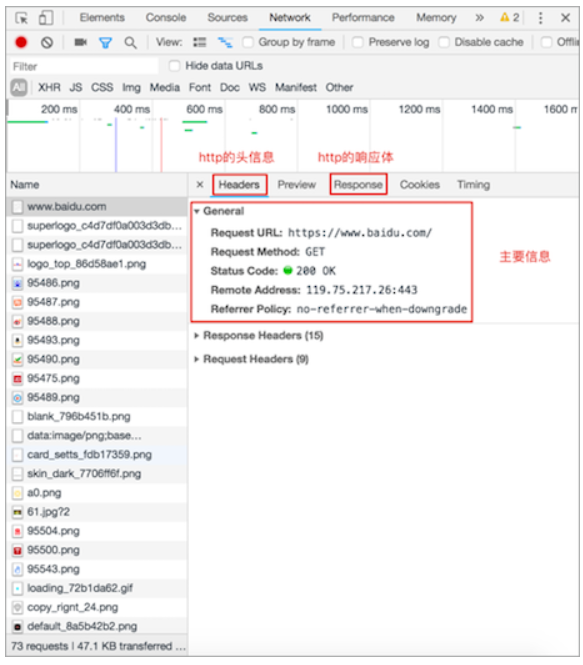 Elements Console Sources Network Performance Memory » 2
View: Group by frame Preserve log Disable cache Offli
Filter Hide data URLs
All XHR JS CSS Img Media Font Doc WS Manifest Other
200 ms 400 ms 600 ms 800 ms 1000 ms 1200 ms 1400 ms 1600 m
http的头信息 http的响应体
Name × Headers Preview Response Cookies Timing
www.baidu.com
superlogo_c4d7df0a003d3db...
superlogo_c4d7df0a003d3db...
logo_top_86d58ae1.png
95486.png
95487.png
95488.png
95493.png
95490.png
95475.png
95489.png
blank_796b451b.png
data:image/png;base...
card_setts_fdb17359.png
skin_dark_7706ff6f.png
a0.png
61.jpg?2
95504.png
95500.png
95543.png
loading_72b1da62.gif
copy_rignt_24.png
default_8a5b42b2.png
73 requests | 47.1 KB transferred ...
General
Request URL: https://www.baidu.com/
Request Method: GET
Status Code: 200 OK
Remote Address: 119.75.217.26:443
Referrer Policy: no-referrer-when-downgrade
主要信息
Response Headers (15)
Request Headers (9)